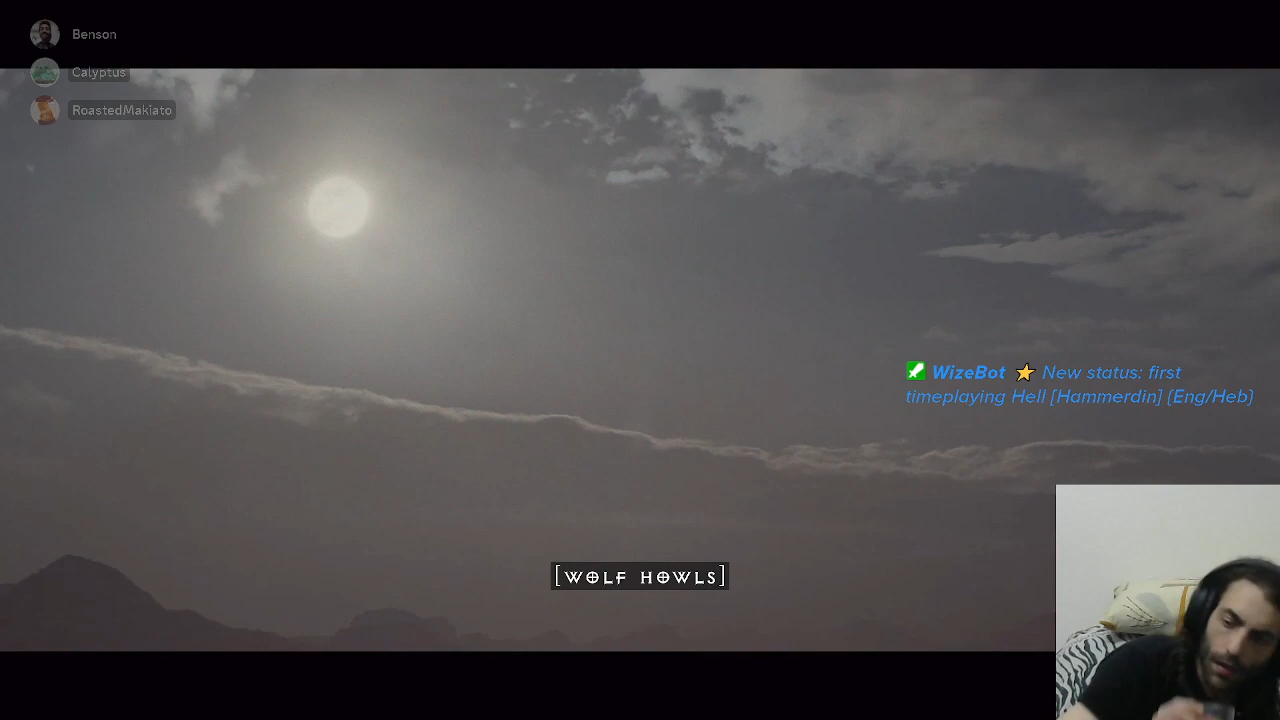 Benson
Calyptus
RoastedMakiato
WizeBot ⭐ New status: first
timeplaying Hell [Hammerdin] (Eng/Heb)
[WOLF HOWLS]